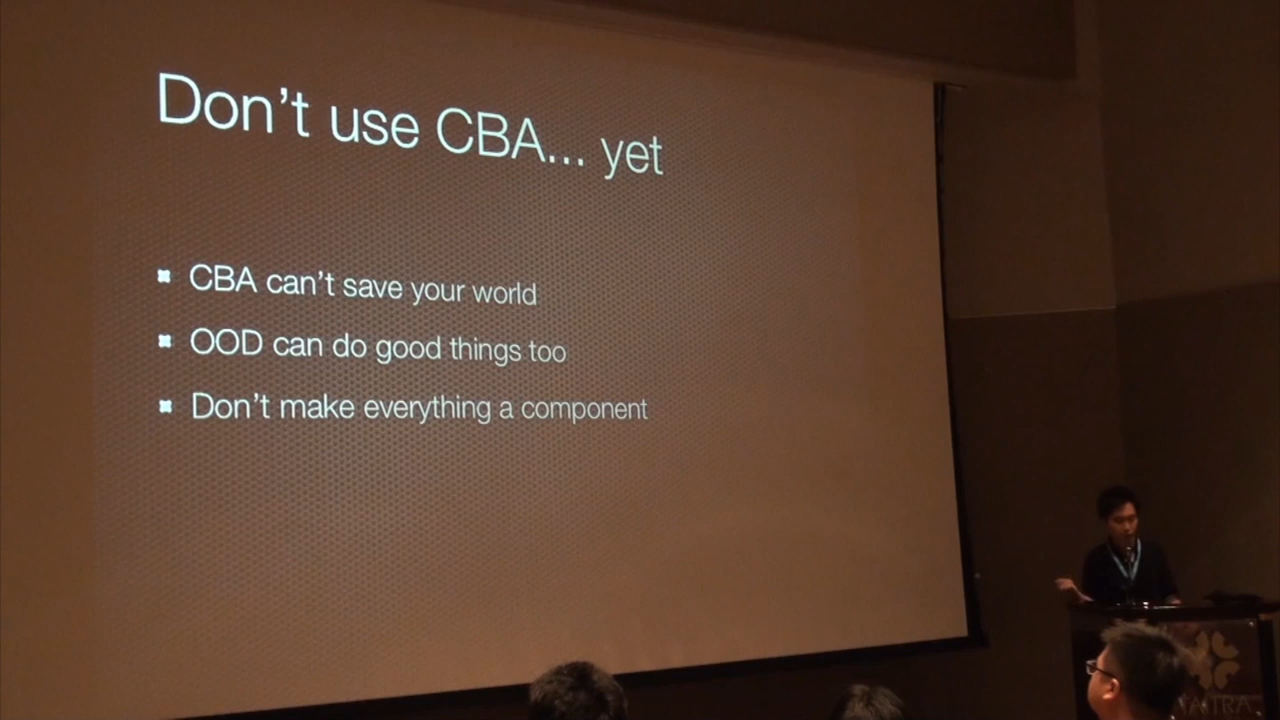 Don't use CBA... yet
CBA can't save your world
OOD can do good things too
Don't make everything a component
TAITRA